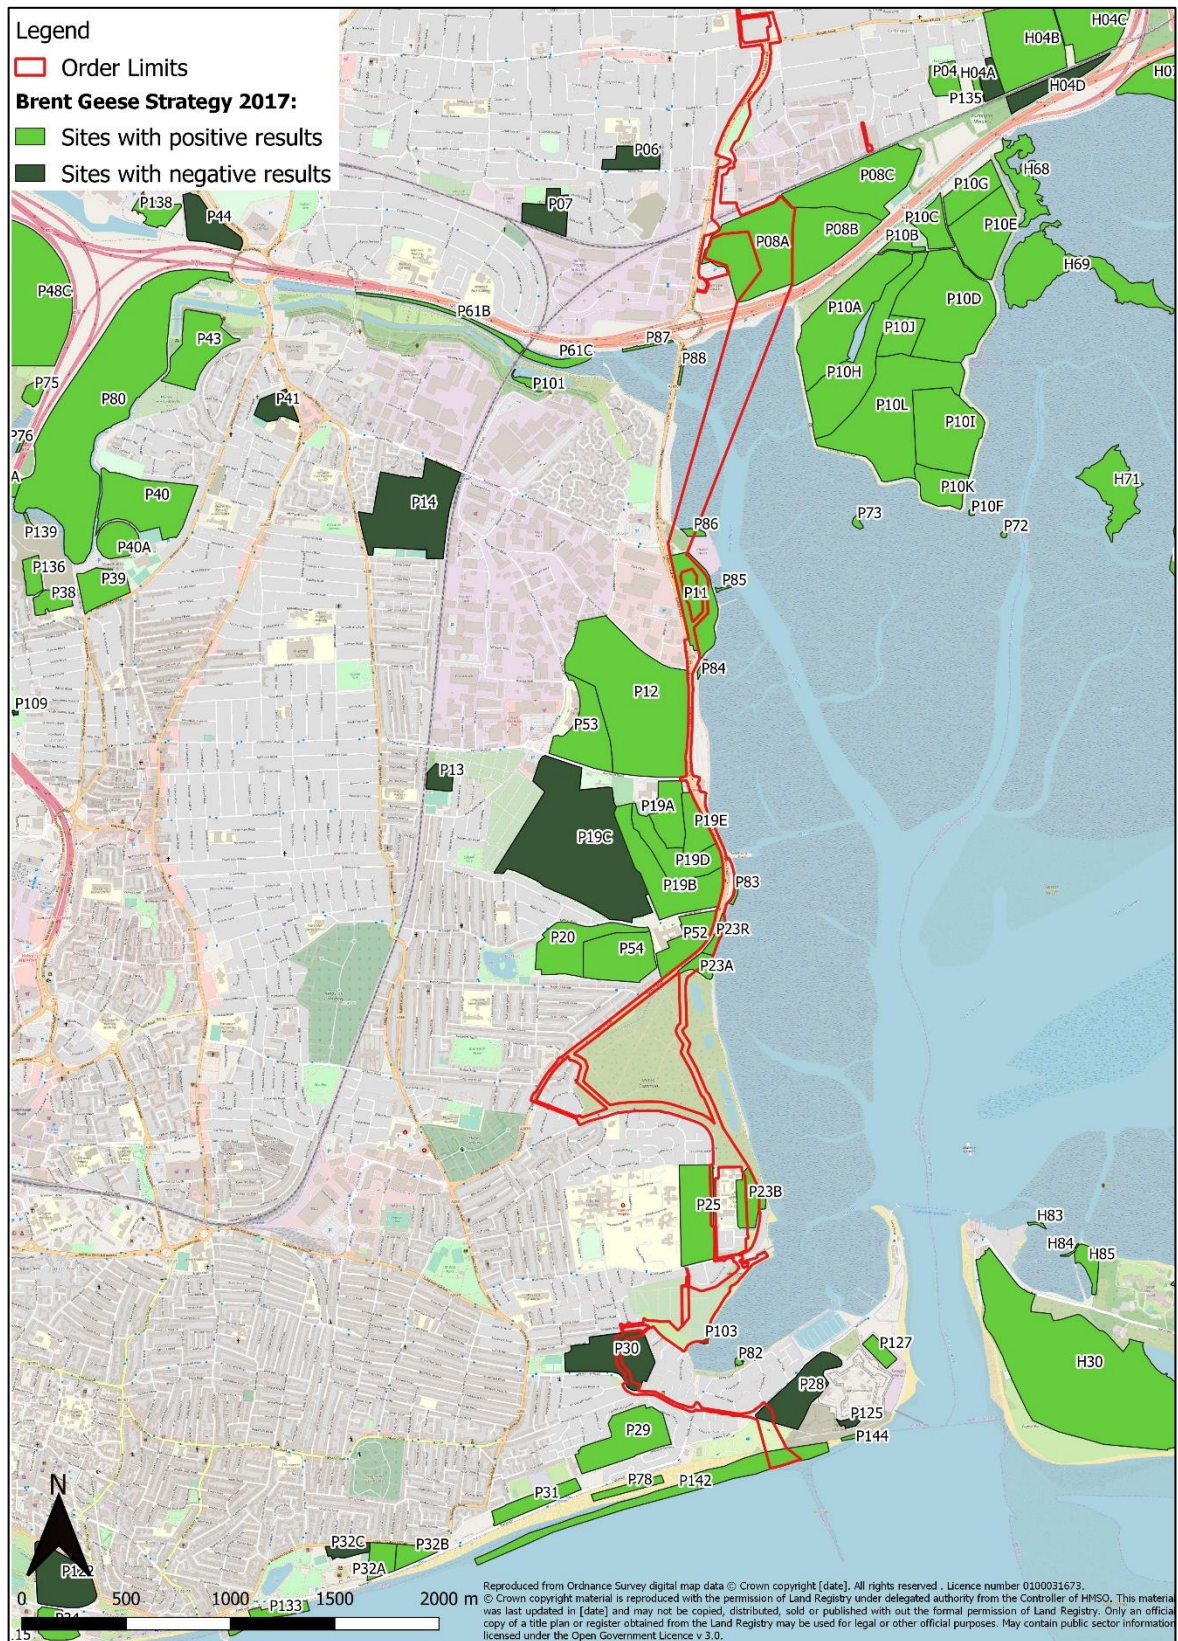 Legend
Order Limits
Brent Geese Strategy 2017:
Sites with positive results
Sites with negative results
H04C
H04B
P04
H04A
H04D
P135
P06
P08C
P10G
H68
P138
P44
P07
P10C
P10E
P08A
P08B
P10B
H69
P48C
P61B
P10A
P10D
P43
P87
P10J
P61C
P88
P75
P80
P101
P10H
P41
P10L
P10I
P76
P40
P14
P10K
H71
P10F
P73
P72
P139
P86
P40A
P136
P39
P85
P38
P11
P84
P12
P109
P53
P13
P19A
P19E
P19C
P19D
P19B
P83
P20
P52
P23R
P54
P23A
P25
P23B
H83
H84
H85
P103
P30
P82
P127
H30
P28
P125
P29
P144
P78
P142
P31
N
P32C
P32B
P32A
P122
0 500 1000 1500 2000 m
P133
Reproduced from Ordnance Survey digital map data © Crown copyright [date]. All rights reserved . Licence number 0100031673.
© Crown copyright material is reproduced with the permission of Land Registry under delegated authority from the Controller of HMSO. This material
was last updated in [date] and may not be copied, distributed, sold or published with out the formal permission of Land Registry. Only an official
copy of a title plan or register obtained from the Land Registry may be used for legal or other official purposes. May contain public sector information
licensed under the Open Government Licence v 3.0.